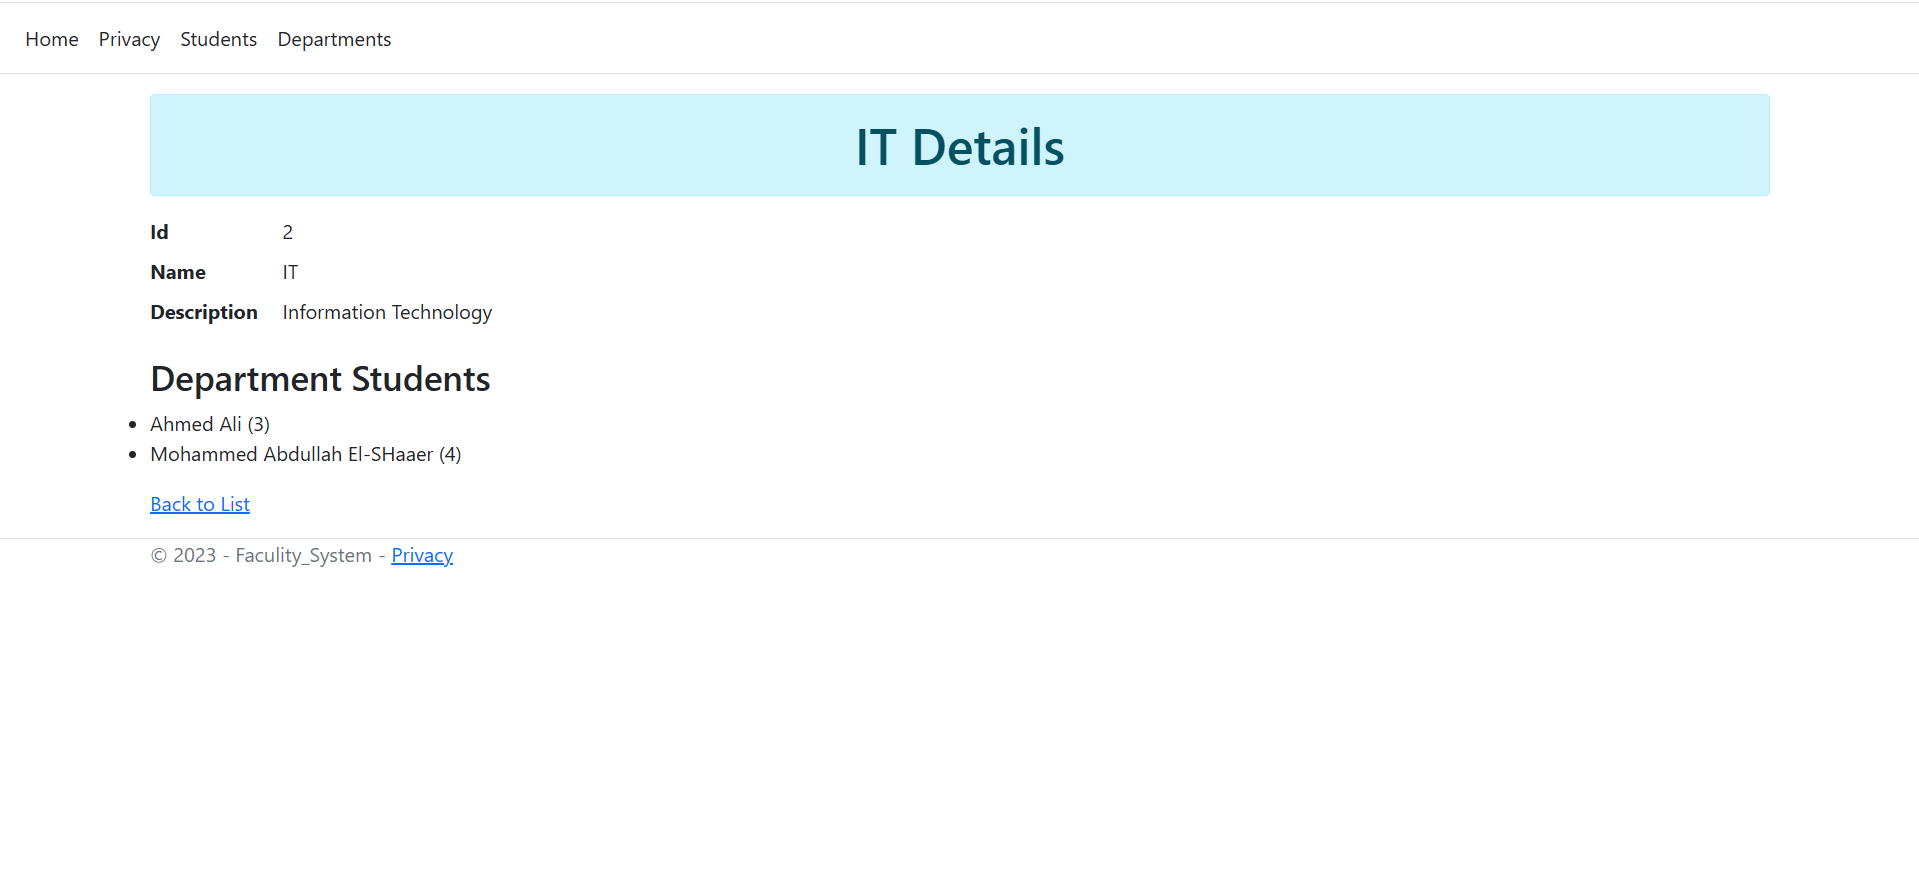 Home Privacy Students Departments
IT Details
Id 2
Name IT
Description Information Technology
Department Students
Ahmed Ali (3)
Mohammed Abdullah El-SHaaer (4)
Back to List
© 2023 - Faculity_System - Privacy